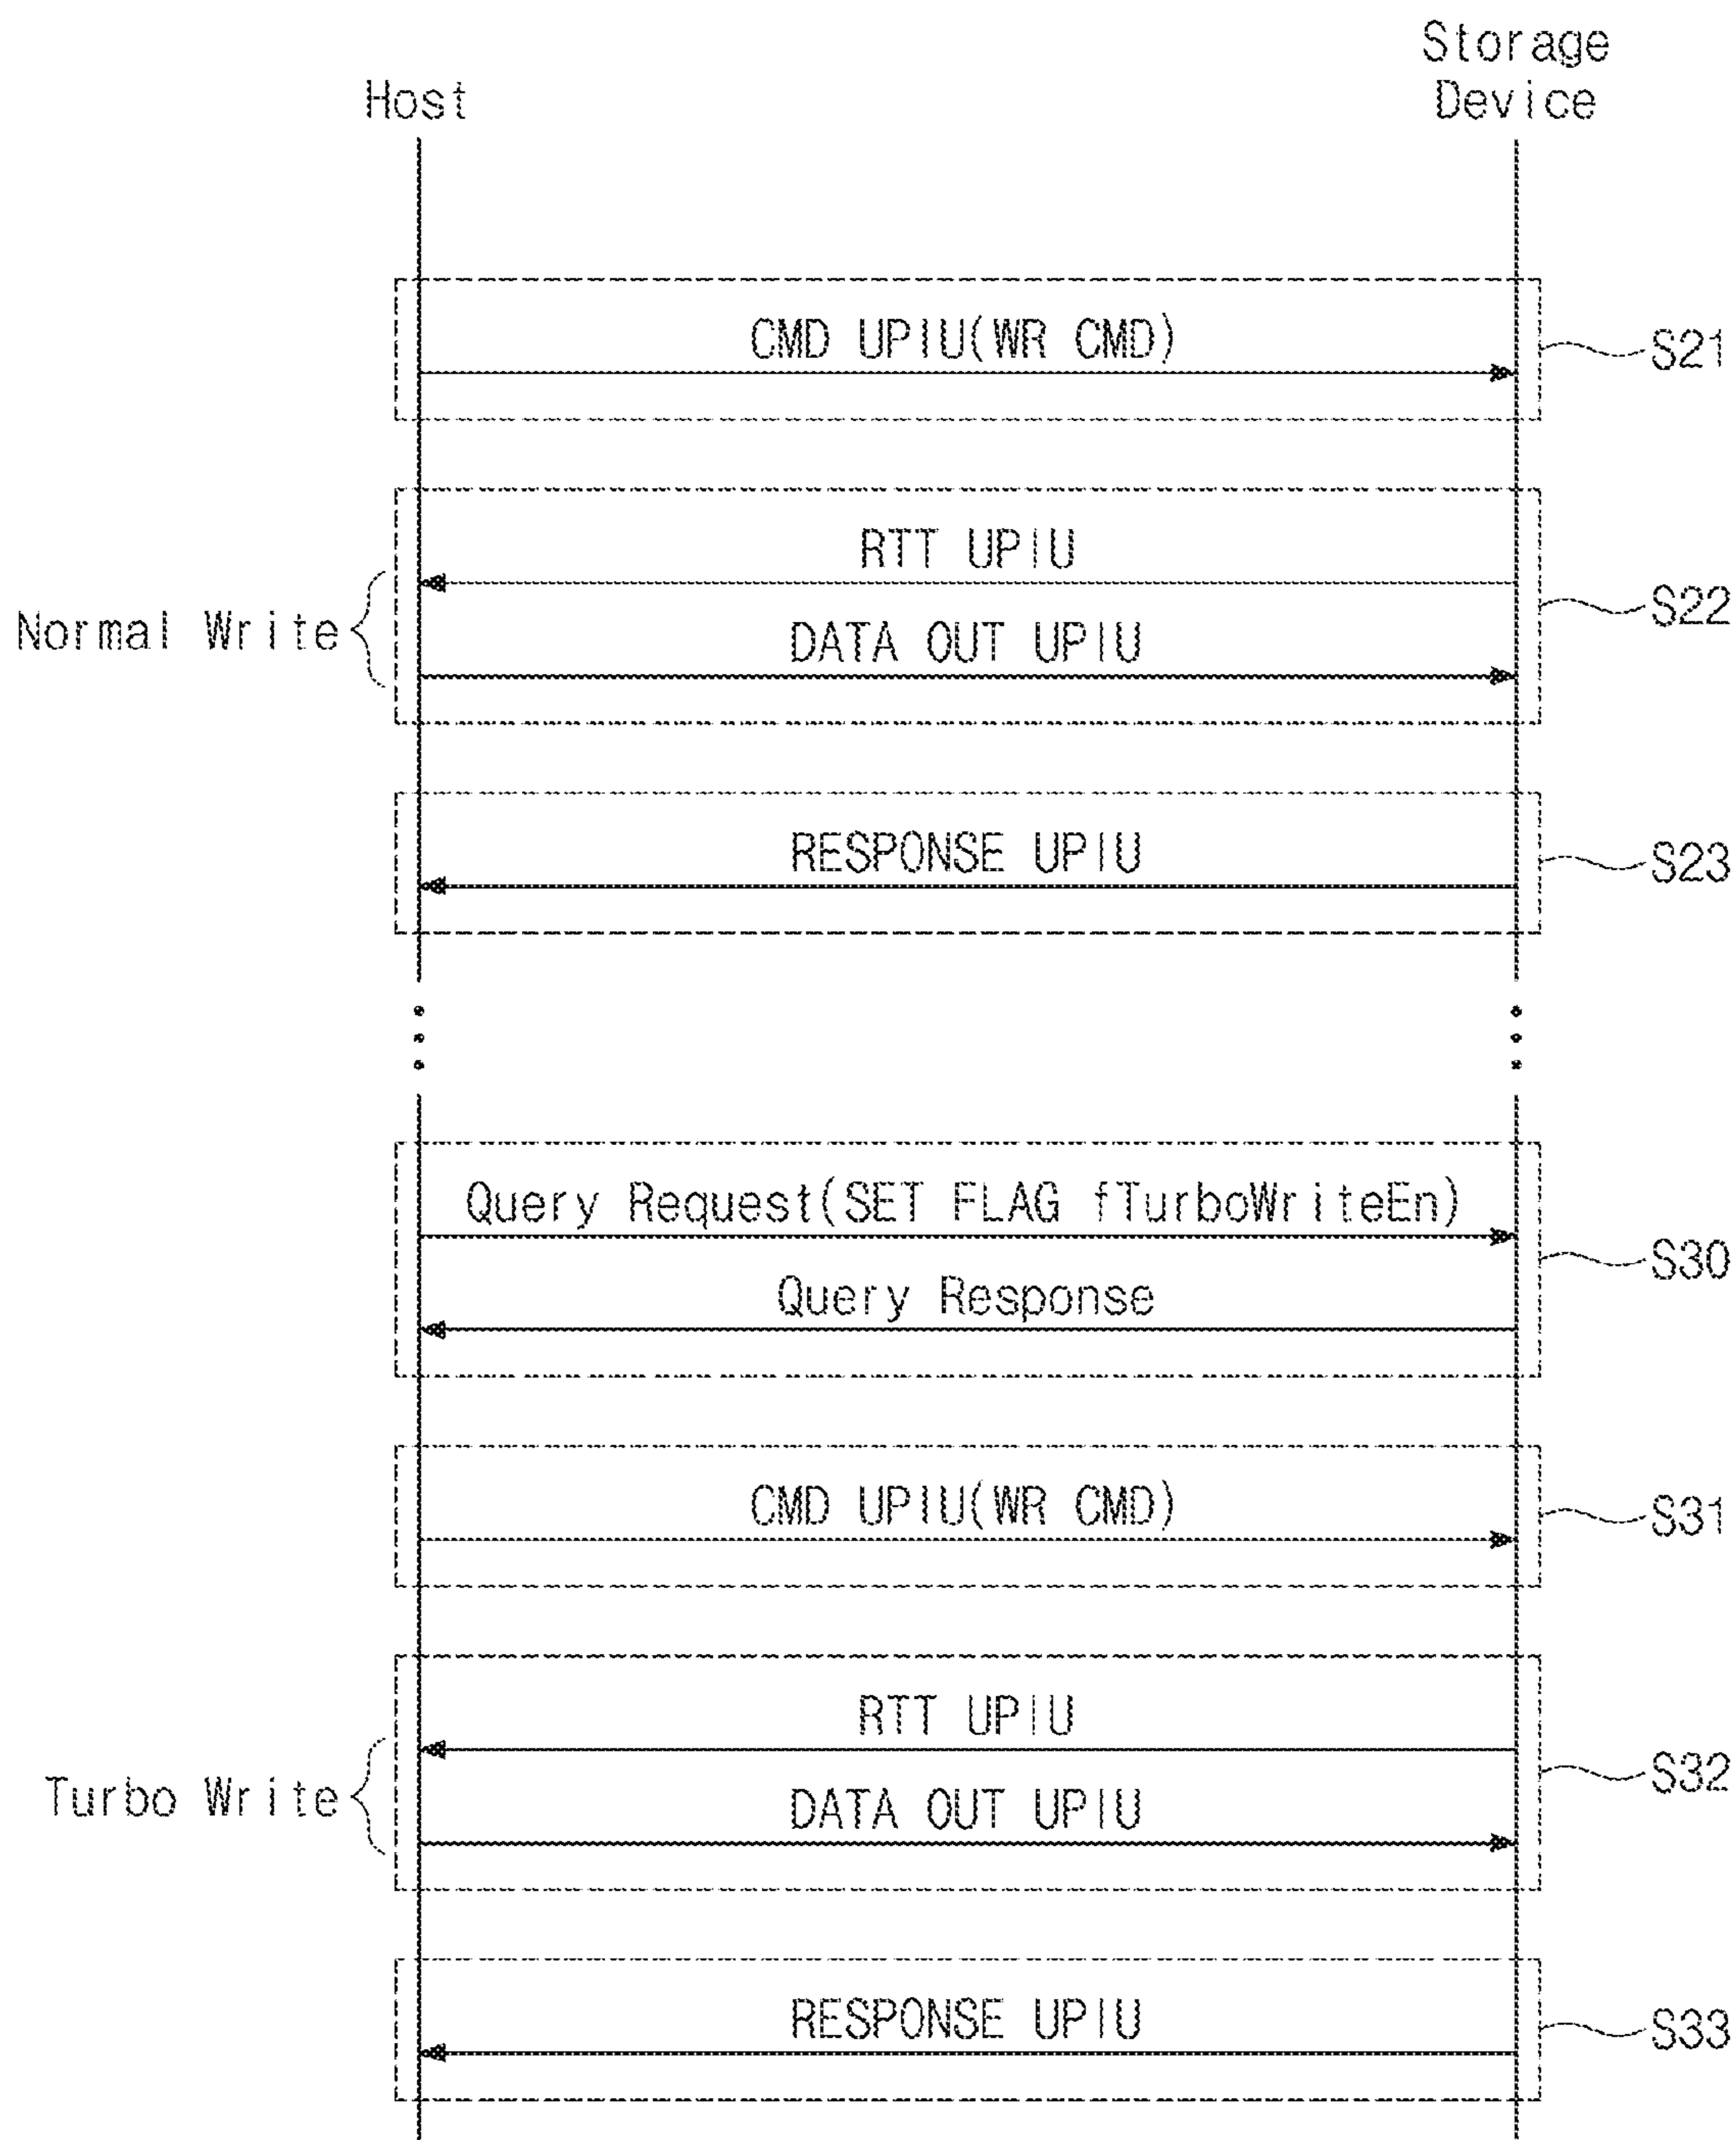 Storage
Device
Host
CMD UPIU(WR CMD)
S21
RTT UPIU
S22
Normal Write
DATA OUT UPIU
RESPONSE UPIU
S23
Query Request(SET FLAG fTurboWriteEn)
S30
Query Response
CMD UPIU(WR CMD)
S31
RTT UPIU
S32
Turbo Write
DATA OUT UPIU
RESPONSE UPIU
S33